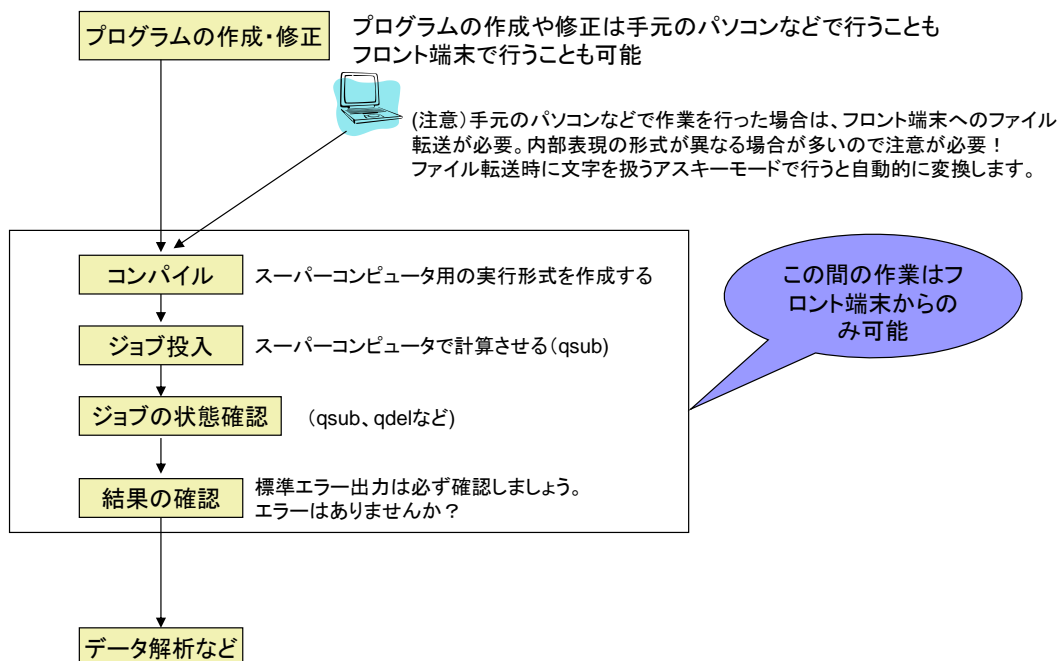 プログラムの作成・修正
プログラムの作成や修正は手元のパソコンなどで行うことも
フロント端末で行うことも可能
(注意)手元のパソコンなどで作業を行った場合は、フロント端末へのファイル
転送が必要。内部表現の形式が異なる場合が多いので注意が必要！
ファイル転送時に文字を扱うアスキーモードで行うと自動的に変換します。
コンパイル
スーパーコンピュータ用の実行形式を作成する
この間の作業はフ
ロント端末からの
み可能
ジョブ投入
スーパーコンピュータで計算させる(qsub)
ジョブの状態確認
(qsub、qdelなど)
結果の確認
標準エラー出力は必ず確認しましょう。
エラーはありませんか？
データ解析など